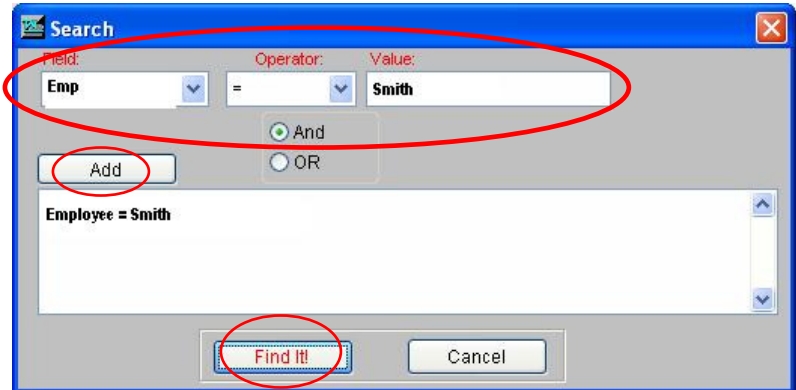 Search
Field: Operator: Value:
Emp = Smith
And
OR
Add
Employee = Smith
Find It! Cancel